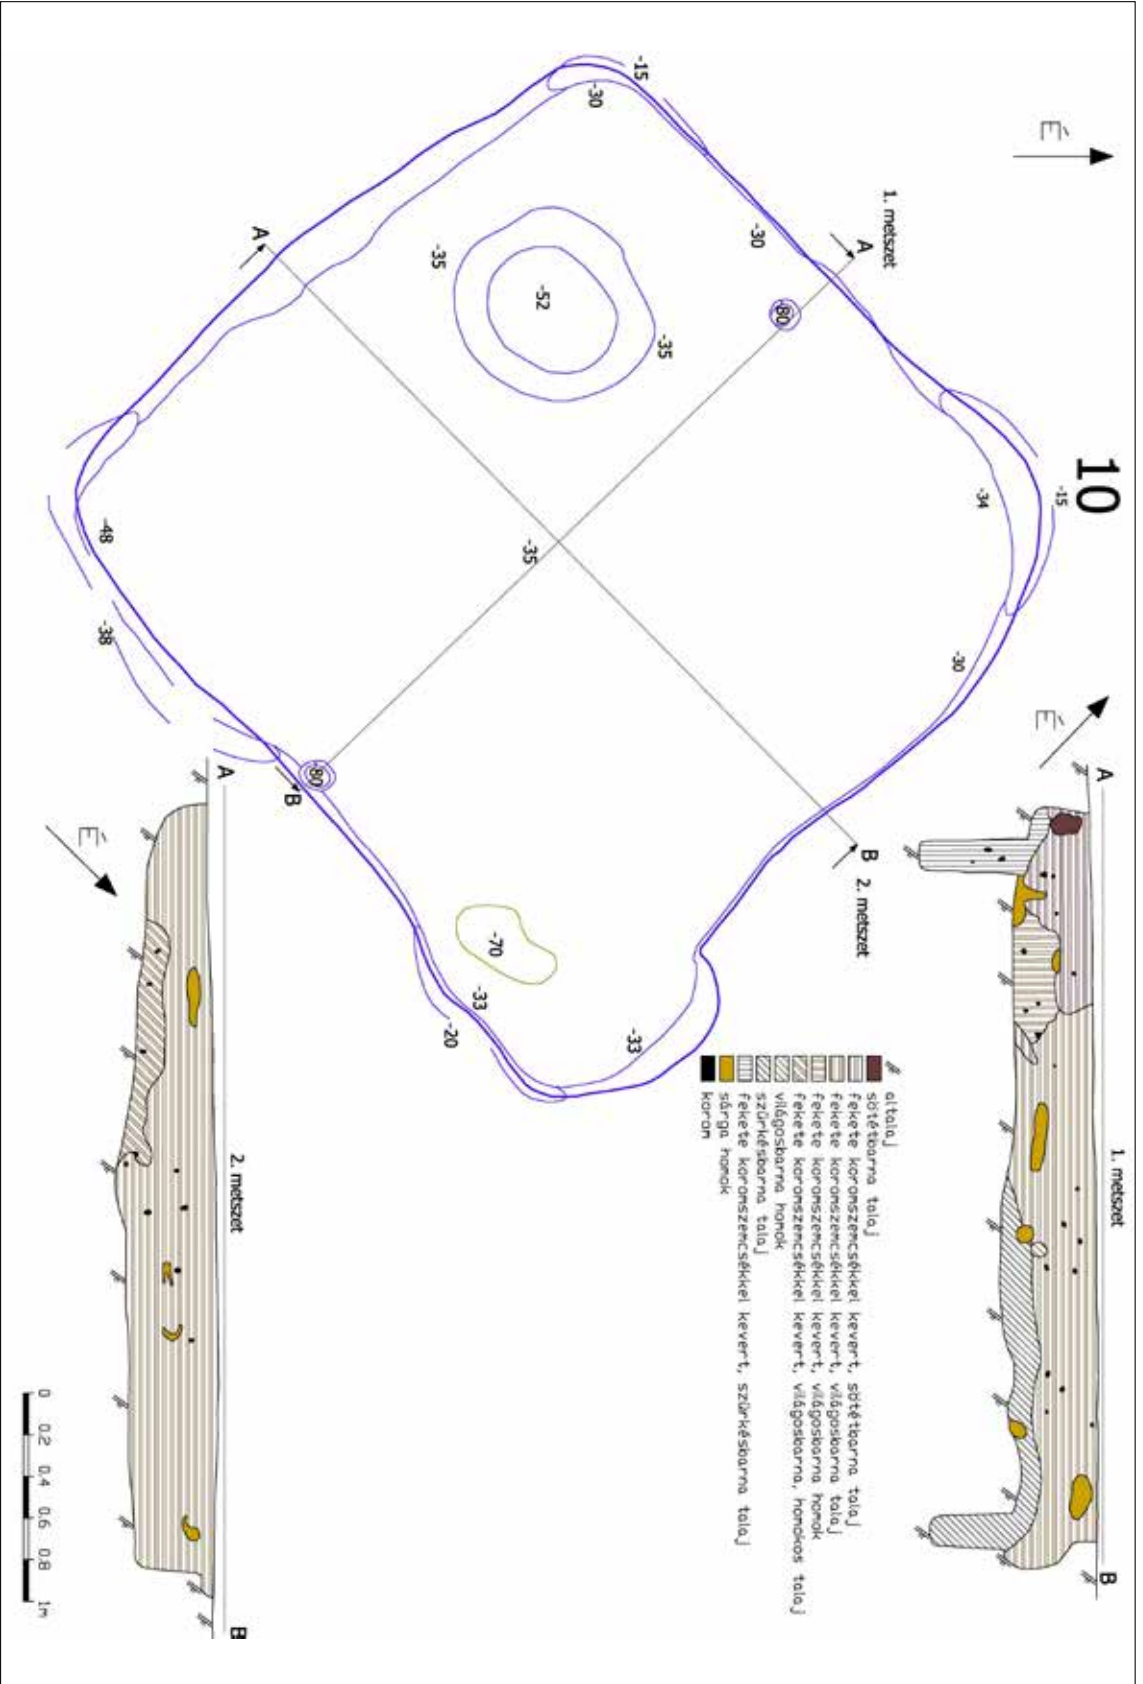 10
É
-15
-30
-30
1. metszet
A
A
-80
-35
-52
-35
-34
-15
-30
-35
-48
-38
-80
B
B
2. metszet
-70
-33
-20
-33
É
A
1. metszet
B
altalaj
sötétbarna talaj
fekete koromszemcsékkel kevert, sötétbarna talaj
fekete koromszemcsékkel kevert, világosbarna talaj
fekete koromszemcsékkel kevert, világosbarna homok
fekete koromszemcsékkel kevert, világosbarna, homokos talaj
világosbarna homok
szürkésbarna talaj
fekete koromszemcsékkel kevert, szürkésbarna talaj
sárga homok
korom
A
2. metszet
B
É
0 0.2 0.4 0.6 0.8 1m